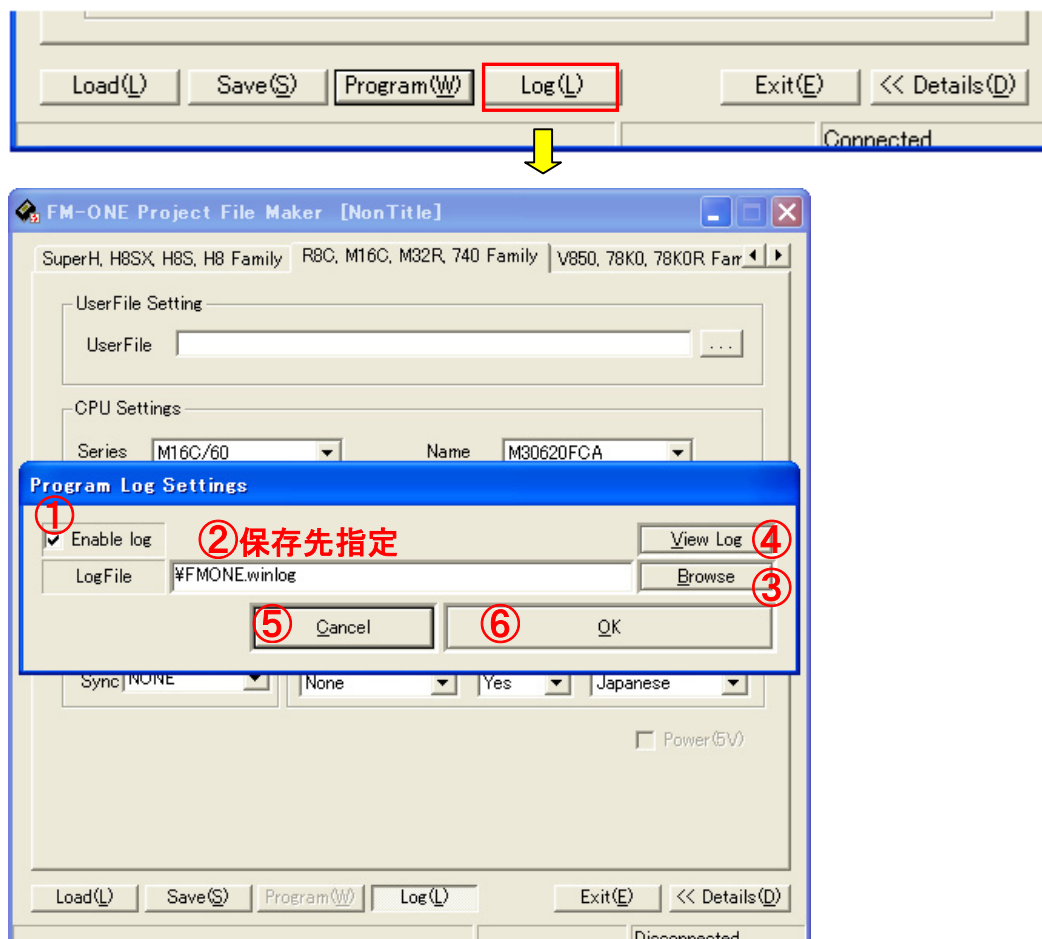 Load(L) Save(S) Program(W) Log(L) Exit(E) << Details(D)
Connected
FM-ONE Project File Maker [NonTitle]
SuperH, H8SX, H8S, H8 Family R8C, M16C, M32R, 740 Family V850, 78K0, 78K0R Fam
UserFile Setting
UserFile ...
CPU Settings
Series M16C/60 Name M30620FCA
Program Log Settings
①
Enable log ②保存先指定 View Log ④
LogFile ¥FMONE.winlog Browse ③
⑤ Cancel ⑥ OK
Sync NONE None Yes Japanese
Power(5V)
Load(L) Save(S) Program(W) Log(L) Exit(E) << Details(D)
Disconnected